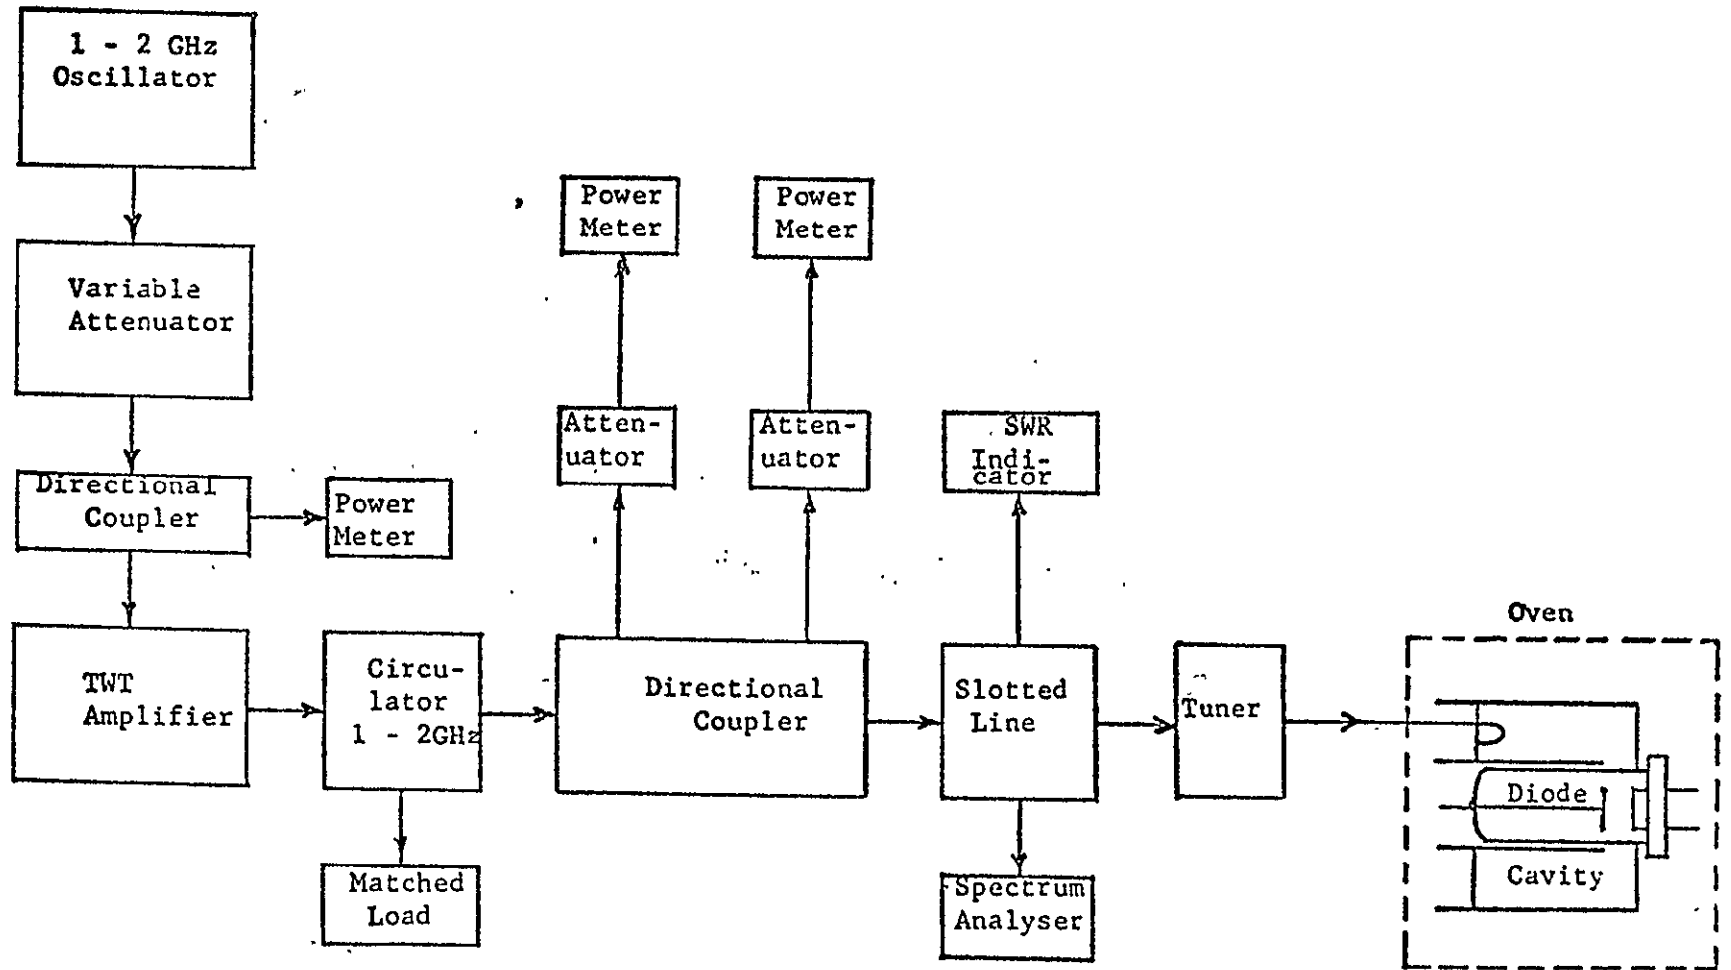 1 - 2 GHz
Oscillator
Variable
Attenuator
Directional
Coupler
Power
Meter
TWT
Amplifier
Circu-
lator
1 - 2GHz
Matched
Load
Power
Meter
Atten-
uator
Power
Meter
Atten-
uator
Directional
Coupler
SWR
Indi-
cator
Slotted
Line
Spectrum
Analyser
Tuner
Oven
Diode
Cavity